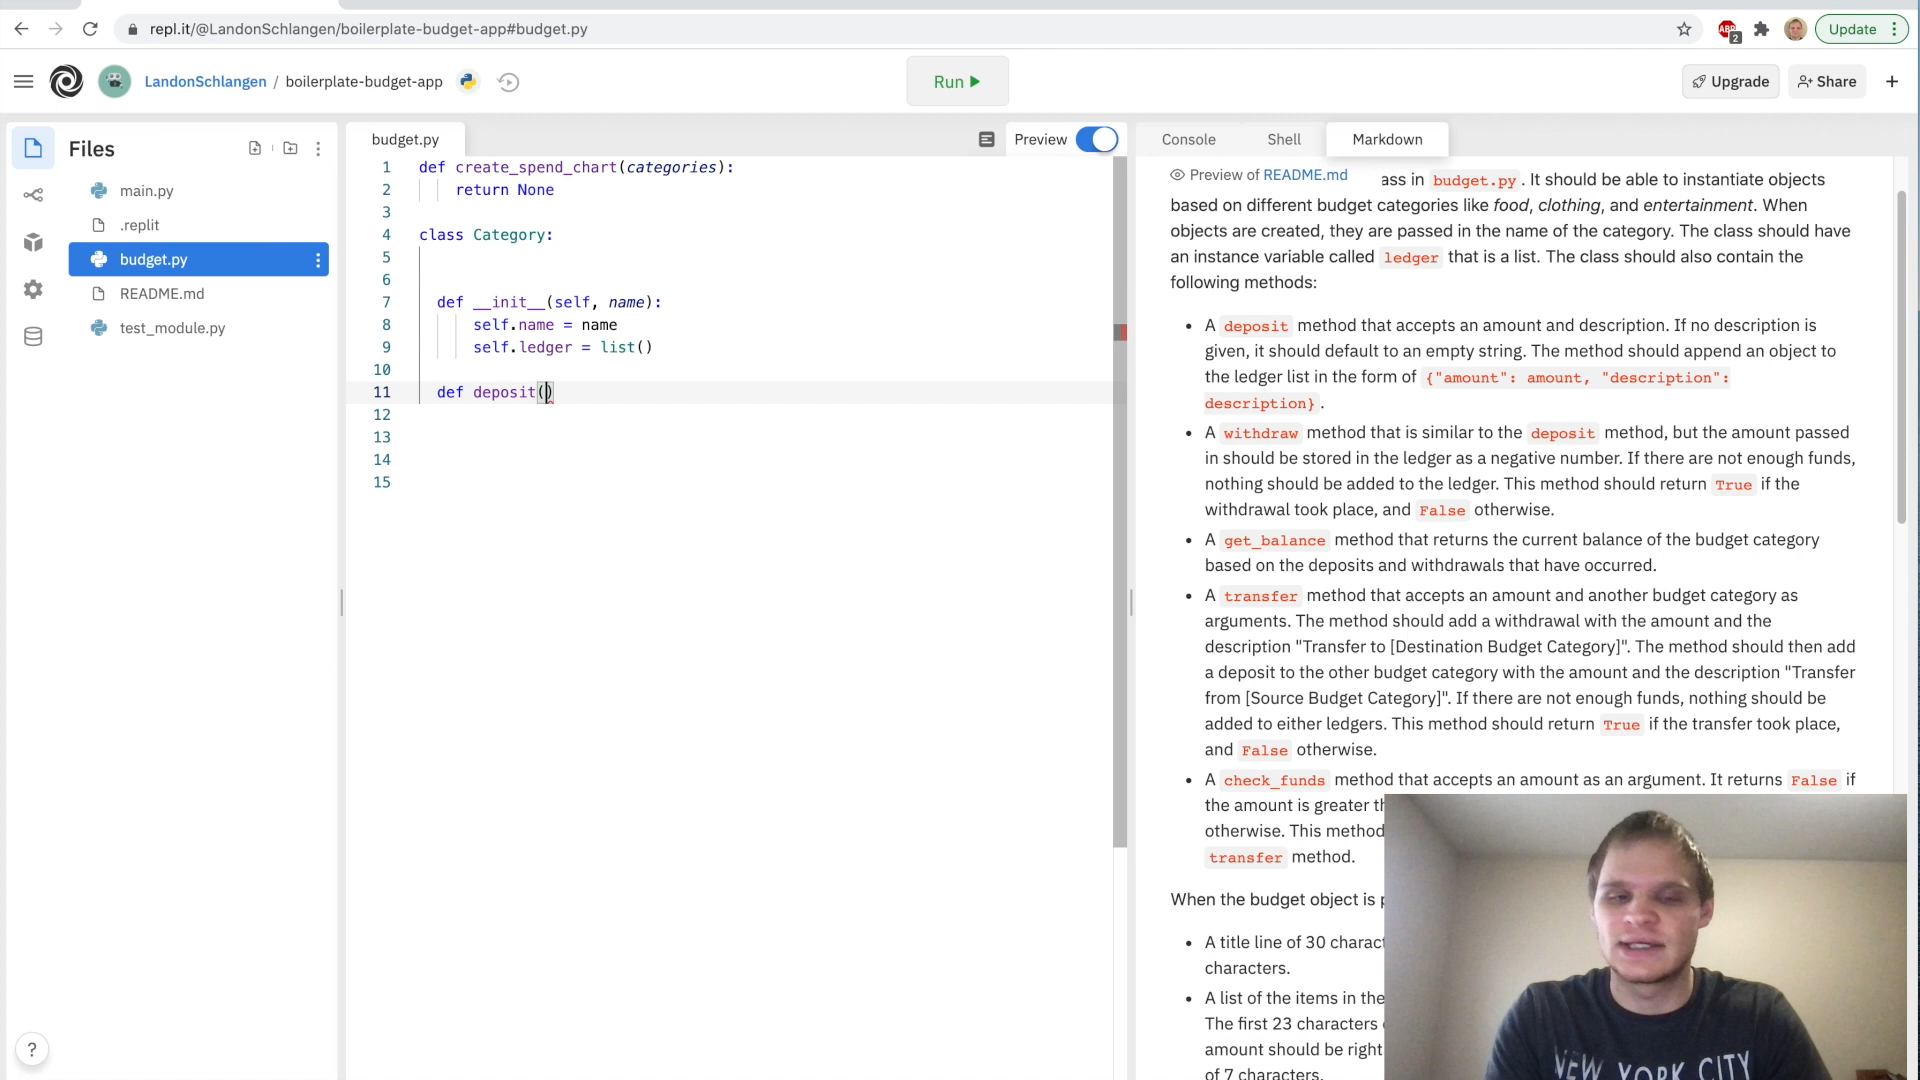 repl.it/@LandonSchlangen/boilerplate-budget-app#budget.py
ABP
2
Update
LandonSchlangen / boilerplate-budget-app
Run
Upgrade
Share
+
Files
main.py
.replit
budget.py
README.md
test_module.py
?
budget.py
Preview
1 def create_spend_chart(categories):
2 return None
3
4 class Category:
5
6
7 def __init__(self, name):
8 self.name = name
9 self.ledger = list()
10
11 def deposit()
12
13
14
15
Console
Shell
Markdown
Preview of README.md
ass in budget.py. It should be able to instantiate objects
based on different budget categories like food, clothing, and entertainment. When
objects are created, they are passed in the name of the category. The class should have
an instance variable called ledger that is a list. The class should also contain the
following methods:
• A deposit method that accepts an amount and description. If no description is
given, it should default to an empty string. The method should append an object to
the ledger list in the form of {"amount": amount, "description":
description}.
• A withdraw method that is similar to the deposit method, but the amount passed
in should be stored in the ledger as a negative number. If there are not enough funds,
nothing should be added to the ledger. This method should return True if the
withdrawal took place, and False otherwise.
• A get_balance method that returns the current balance of the budget category
based on the deposits and withdrawals that have occurred.
• A transfer method that accepts an amount and another budget category as
arguments. The method should add a withdrawal with the amount and the
description "Transfer to [Destination Budget Category]". The method should then add
a deposit to the other budget category with the amount and the description "Transfer
from [Source Budget Category]". If there are not enough funds, nothing should be
added to either ledgers. This method should return True if the transfer took place,
and False otherwise.
• A check_funds method that accepts an amount as an argument. It returns False if
the amount is greater th
otherwise. This method
transfer method.
When the budget object is p
• A title line of 30 charact
characters.
• A list of the items in the
The first 23 characters
amount should be right
of 7 characters.
NEW YORK CITY